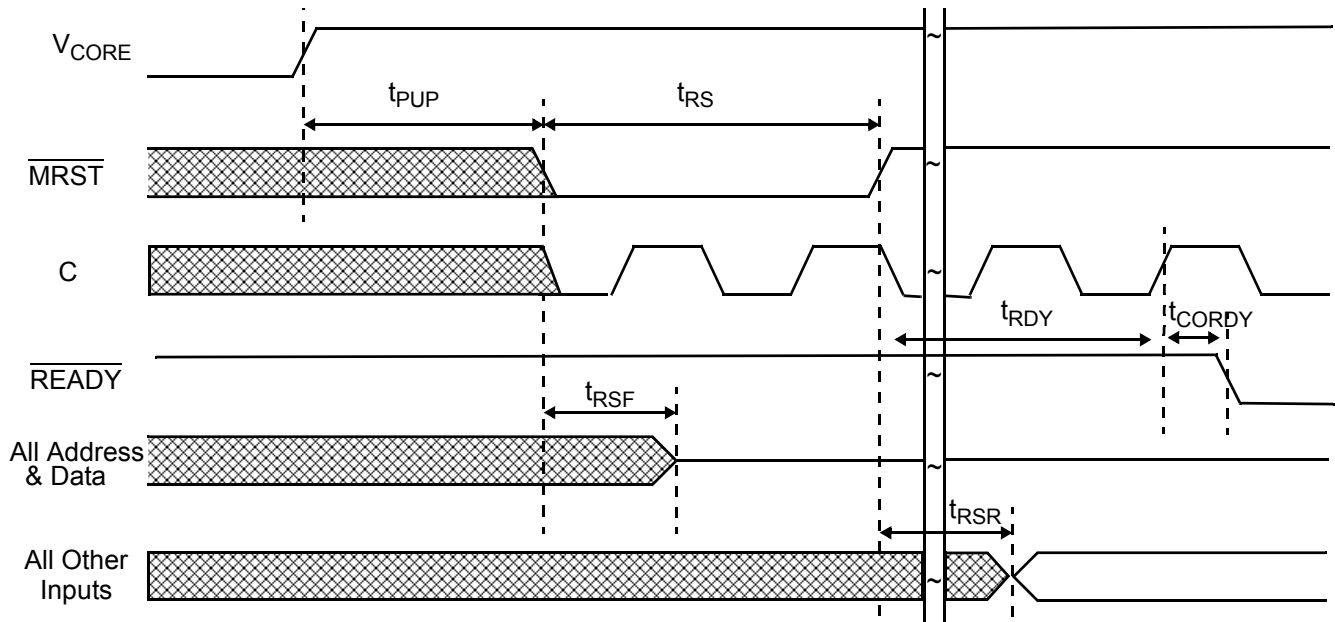 VCORE
tPUP
tRS
MRST
C
tRDY
tCORDY
READY
tRSF
All Address
& Data
tRSR
All Other
Inputs
~
~
~
~
~
~